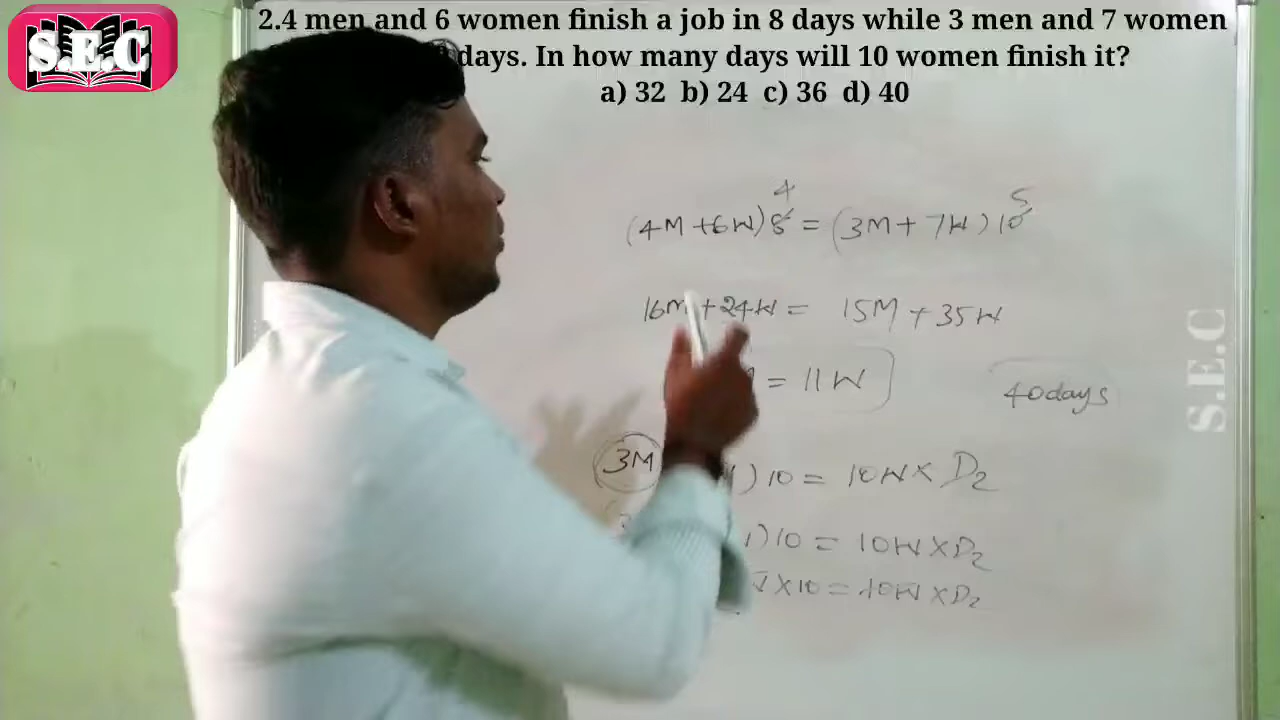 S.E.C
2.4 men and 6 women finish a job in 8 days while 3 men and 7 women
days. In how many days will 10 women finish it?
a) 32 b) 24 c) 36 d) 40
4 5
(4M+6W)8 = (3M+7W)10
16M+24W = 15M+35W
= 11W
40days
3M )10 = 10W×D2
)10 = 10W×D2
×10 = 10W×D2
S.E.C